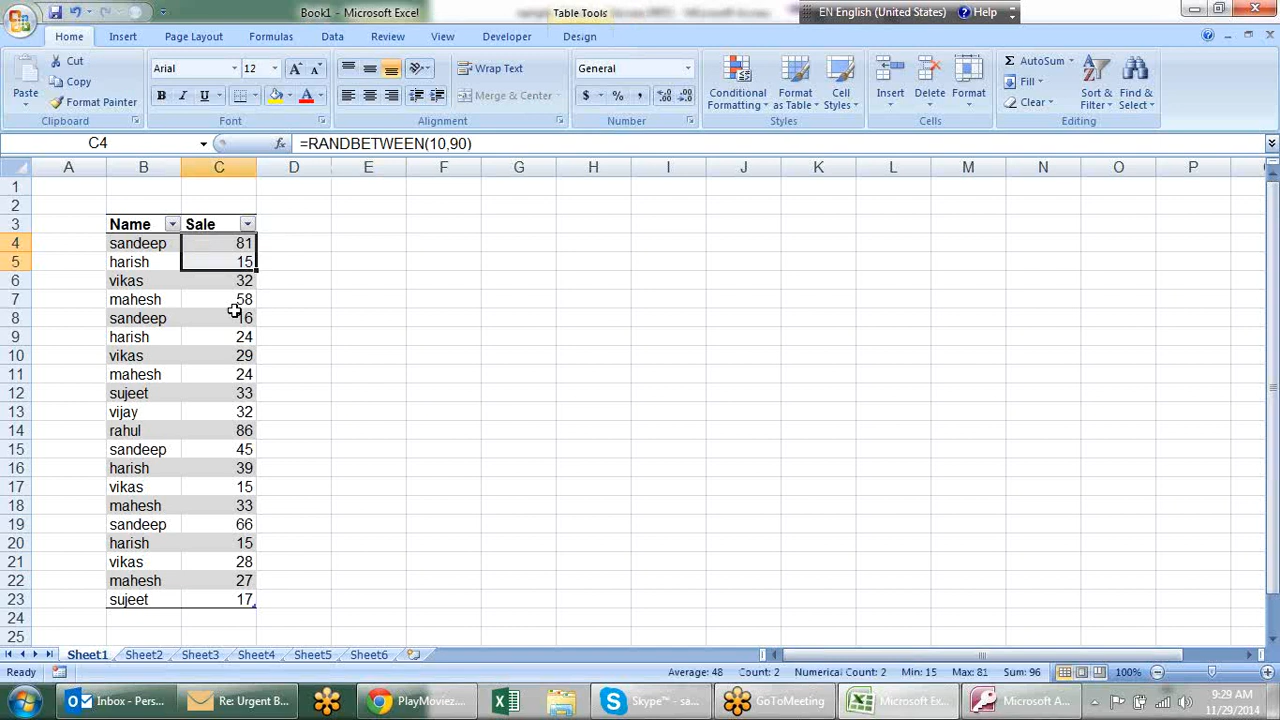 Book1 - Microsoft Excel
Table Tools
EN English (United States)
Help
Home Insert Page Layout Formulas Data Review View Developer Design
Paste
Cut
Copy
Format Painter
Clipboard
Arial 12
B I U
Font
Wrap Text
Merge & Center
Alignment
General
$ % ,
Number
Conditional Formatting
Format as Table
Cell Styles
Styles
Insert Delete Format
Cells
Σ AutoSum
Fill
Clear
Sort & Filter
Find & Select
Editing
C4 fx =RANDBETWEEN(10,90)
A B C D E F G H I J K L M N O P
1
2
3 Name Sale
4 sandeep 81
5 harish 15
6 vikas 32
7 mahesh 58
8 sandeep 16
9 harish 24
10 vikas 29
11 mahesh 24
12 sujeet 33
13 vijay 32
14 rahul 86
15 sandeep 45
16 harish 39
17 vikas 15
18 mahesh 33
19 sandeep 66
20 harish 15
21 vikas 28
22 mahesh 27
23 sujeet 17
24
25
Sheet1 Sheet2 Sheet3 Sheet4 Sheet5 Sheet6
Ready Average: 48 Count: 2 Numerical Count: 2 Min: 15 Max: 81 Sum: 96 100%
Inbox - Pers... Re: Urgent B... PlayMoviez.... Skype™ - sa... GoToMeeting Microsoft Ex... Microsoft A...
9:29 AM
11/29/2014